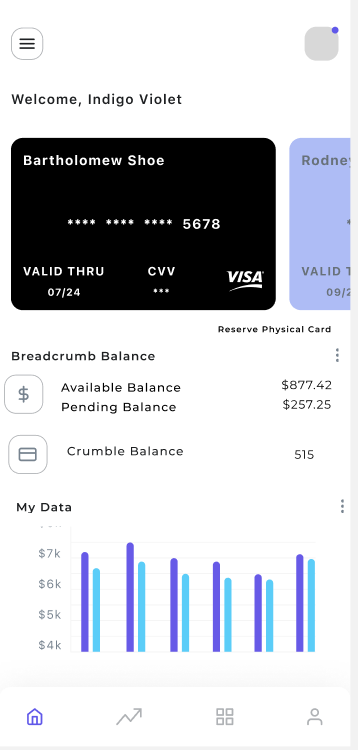 Welcome, Indigo Violet
Bartholomew Shoe
Rodney
**** **** **** 5678
*
VALID THRU CVV VISA
VALID T
07/24 ***
09/2
Reserve Physical Card
Breadcrumb Balance
Available Balance $877.42
Pending Balance $257.25
Crumble Balance 515
My Data
$7k
$6k
$5k
$4k